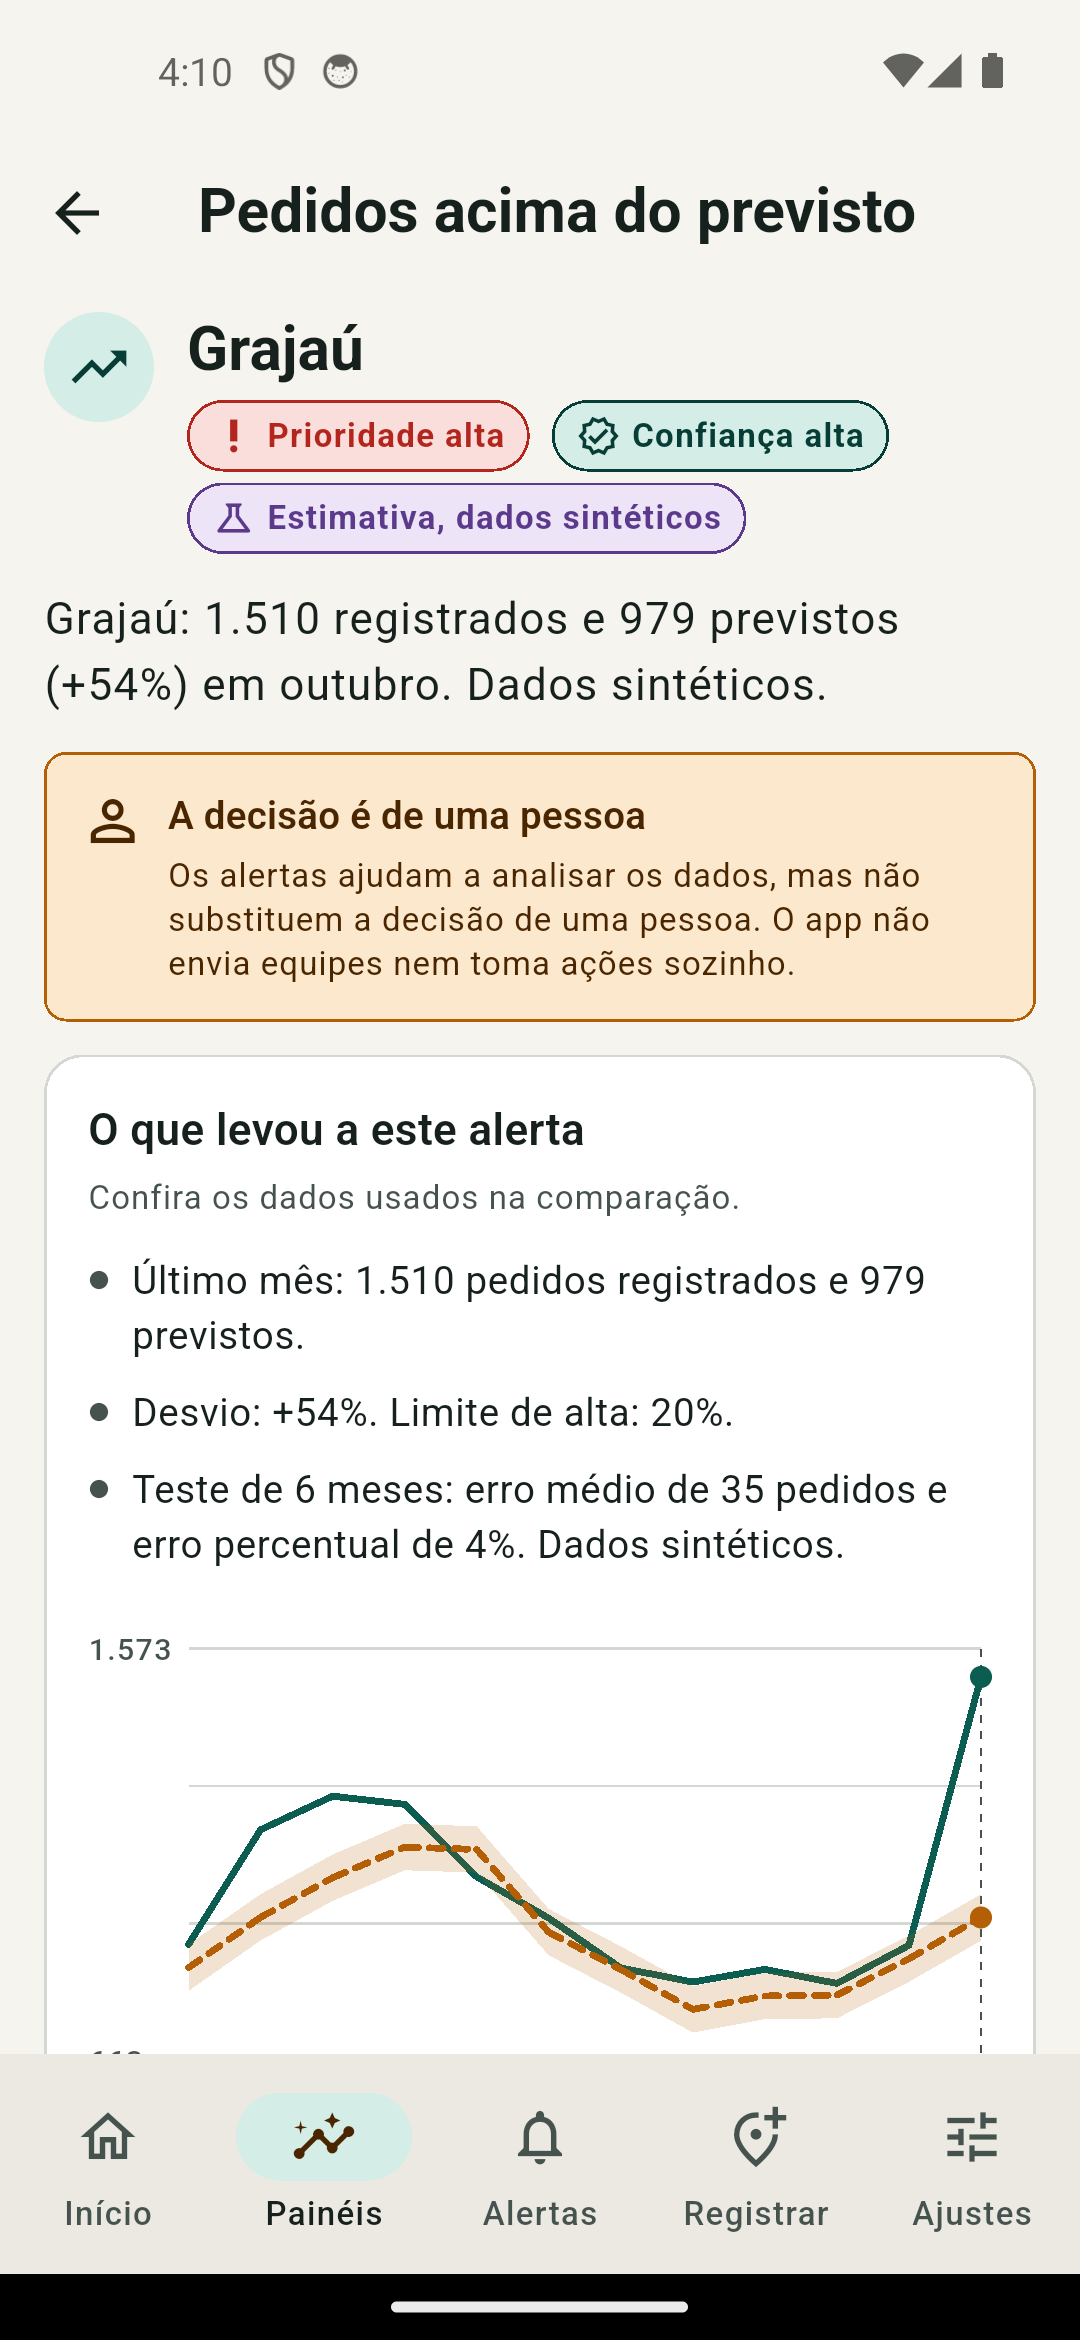 4:10
Pedidos acima do previsto
Grajaú
Prioridade alta
Confiança alta
Estimativa, dados sintéticos
Grajaú: 1.510 registrados e 979 previstos
(+54%) em outubro. Dados sintéticos.
A decisão é de uma pessoa
Os alertas ajudam a analisar os dados, mas não
substituem a decisão de uma pessoa. O app não
envia equipes nem toma ações sozinho.
O que levou a este alerta
Confira os dados usados na comparação.
Último mês: 1.510 pedidos registrados e 979
previstos.
Desvio: +54%. Limite de alta: 20%.
Teste de 6 meses: erro médio de 35 pedidos e
erro percentual de 4%. Dados sintéticos.
1.573
Início
Painéis
Alertas
Registrar
Ajustes